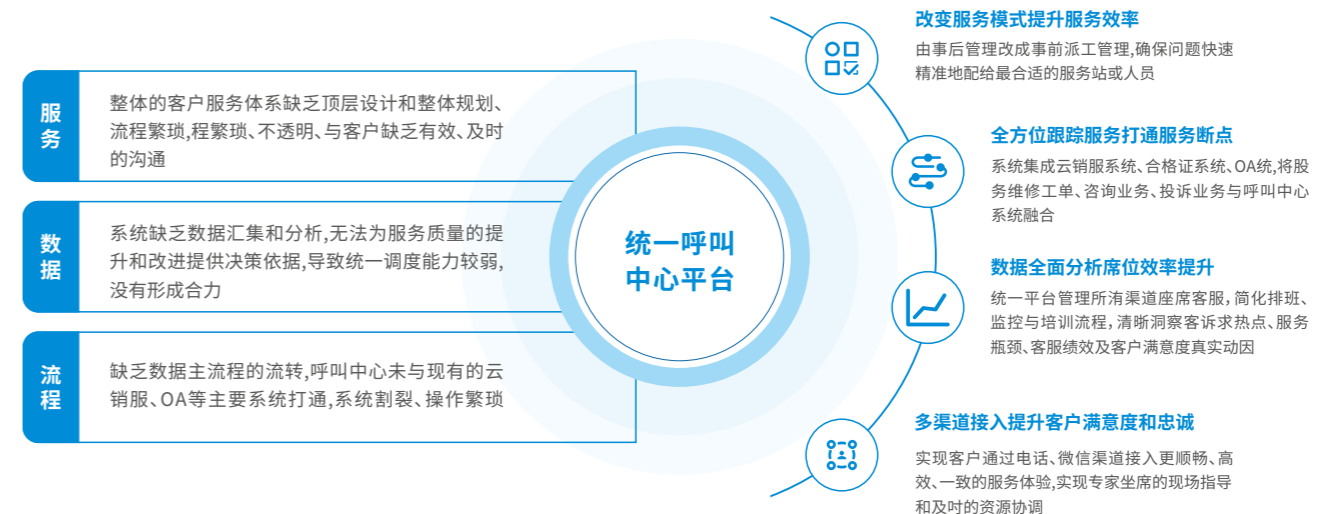 服务
整体的客户服务体系缺乏顶层设计和整体规划、
流程繁琐,程繁琐、不透明、与客户缺乏有效、及时
的沟通
数据
系统缺乏数据汇集和分析,无法为服务质量的提
升和改进提供决策依据,导致统一调度能力较弱,
没有形成合力
流程
缺乏数据主流程的流转,呼叫中心未与现有的云
销服、OA等主要系统打通,系统割裂、操作繁琐
统一呼叫
中心平台
改变服务模式提升服务效率
由事后管理改成事前派工管理,确保问题快速
精准地配给最合适的服务站或人员
全方位跟踪服务打通服务断点
系统集成云销服系统、合格证系统、OA统,将股
务维修工单、咨询业务、投诉业务与呼叫中心
系统融合
数据全面分析席位效率提升
统一平台管理所洧渠道座席客服，简化排班、
监控与培训流程，清晰洞察客诉求热点、服务
瓶颈、客服绩效及客户满意度真实动因
多渠道接入提升客户满意度和忠诚
实现客户通过电话、微信渠道接入更顺畅、高
效、一致的服务体验,实现专家坐席的现场指导
和及吋的资源协调